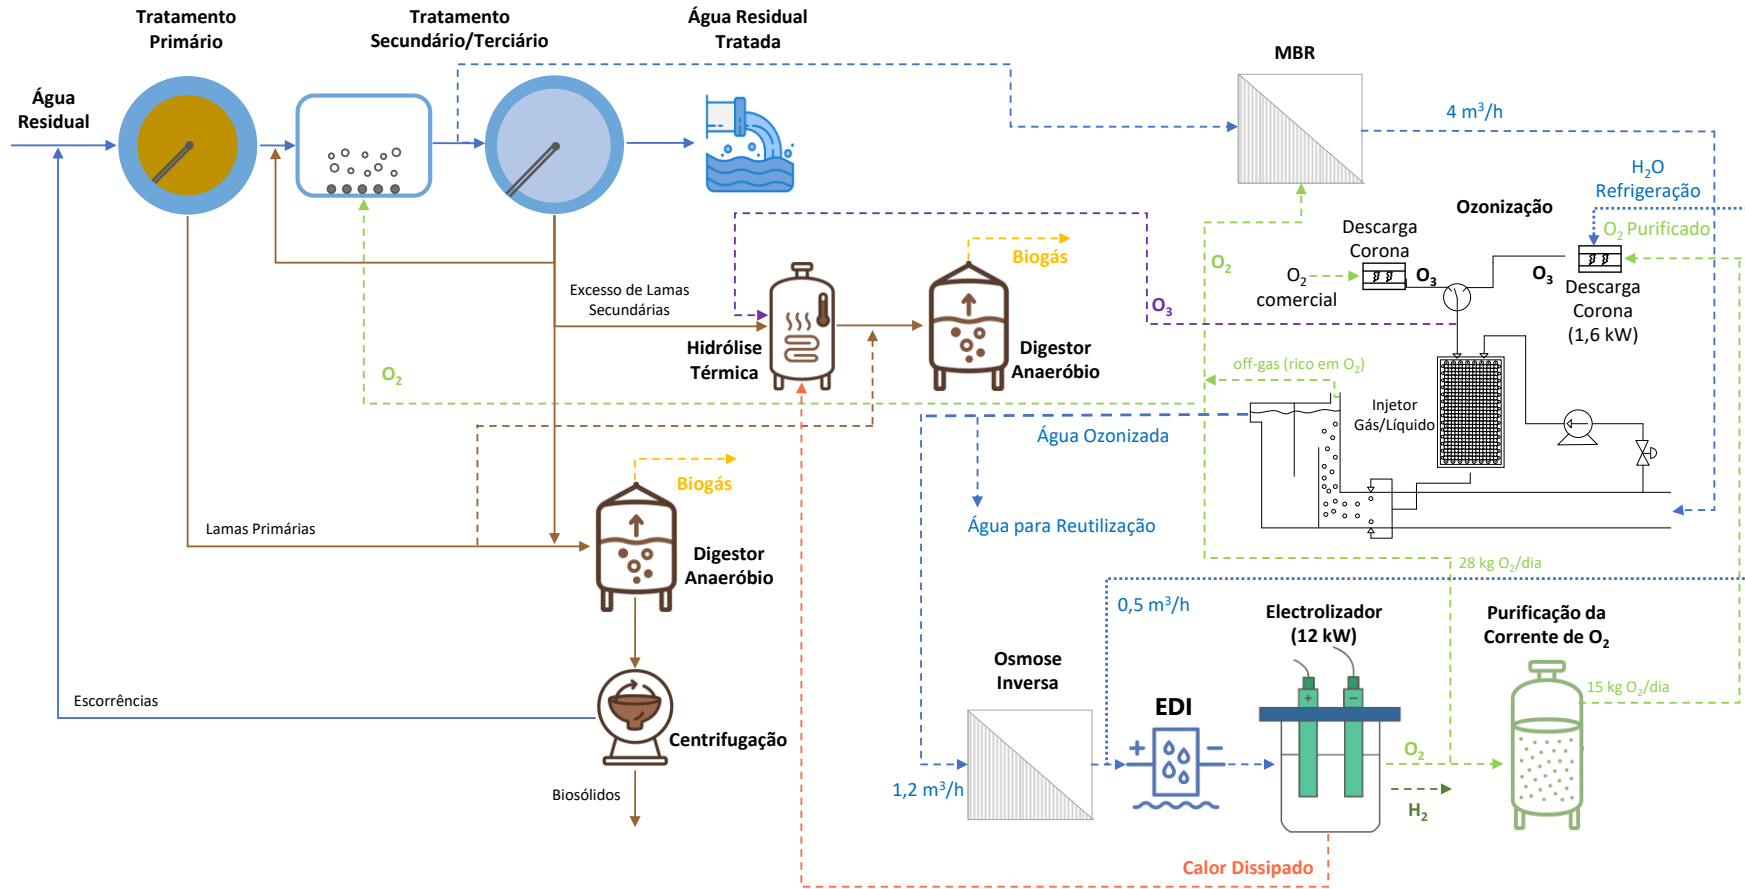 Tratamento
Primário
Tratamento
Secundário/Terciário
Água Residual
Tratada
MBR
Água
Residual
4 m³/h
H₂O
Refrigeração
Ozonização
Descarga
Corona
O₂ Purificado
O₂
O₂
comercial
O₃
O₃
Descarga
Corona
(1,6 kW)
Biogás
Excesso de Lamas
Secundárias
O₃
Hidrólise
Térmica
Digestor
Anaeróbio
O₂
off-gas (rico em O₂)
Injetor
Gás/Líquido
Água Ozonizada
Biogás
Água para Reutilização
Lamas Primárias
Digestor
Anaeróbio
28 kg O₂/dia
0,5 m³/h
Electrolizador
(12 kW)
Purificação da
Corrente de O₂
Osmose
Inversa
15 kg O₂/dia
Escorrências
EDI
+
−
+
−
Centrifugação
O₂
1,2 m³/h
Biosólidos
H₂
Calor Dissipado